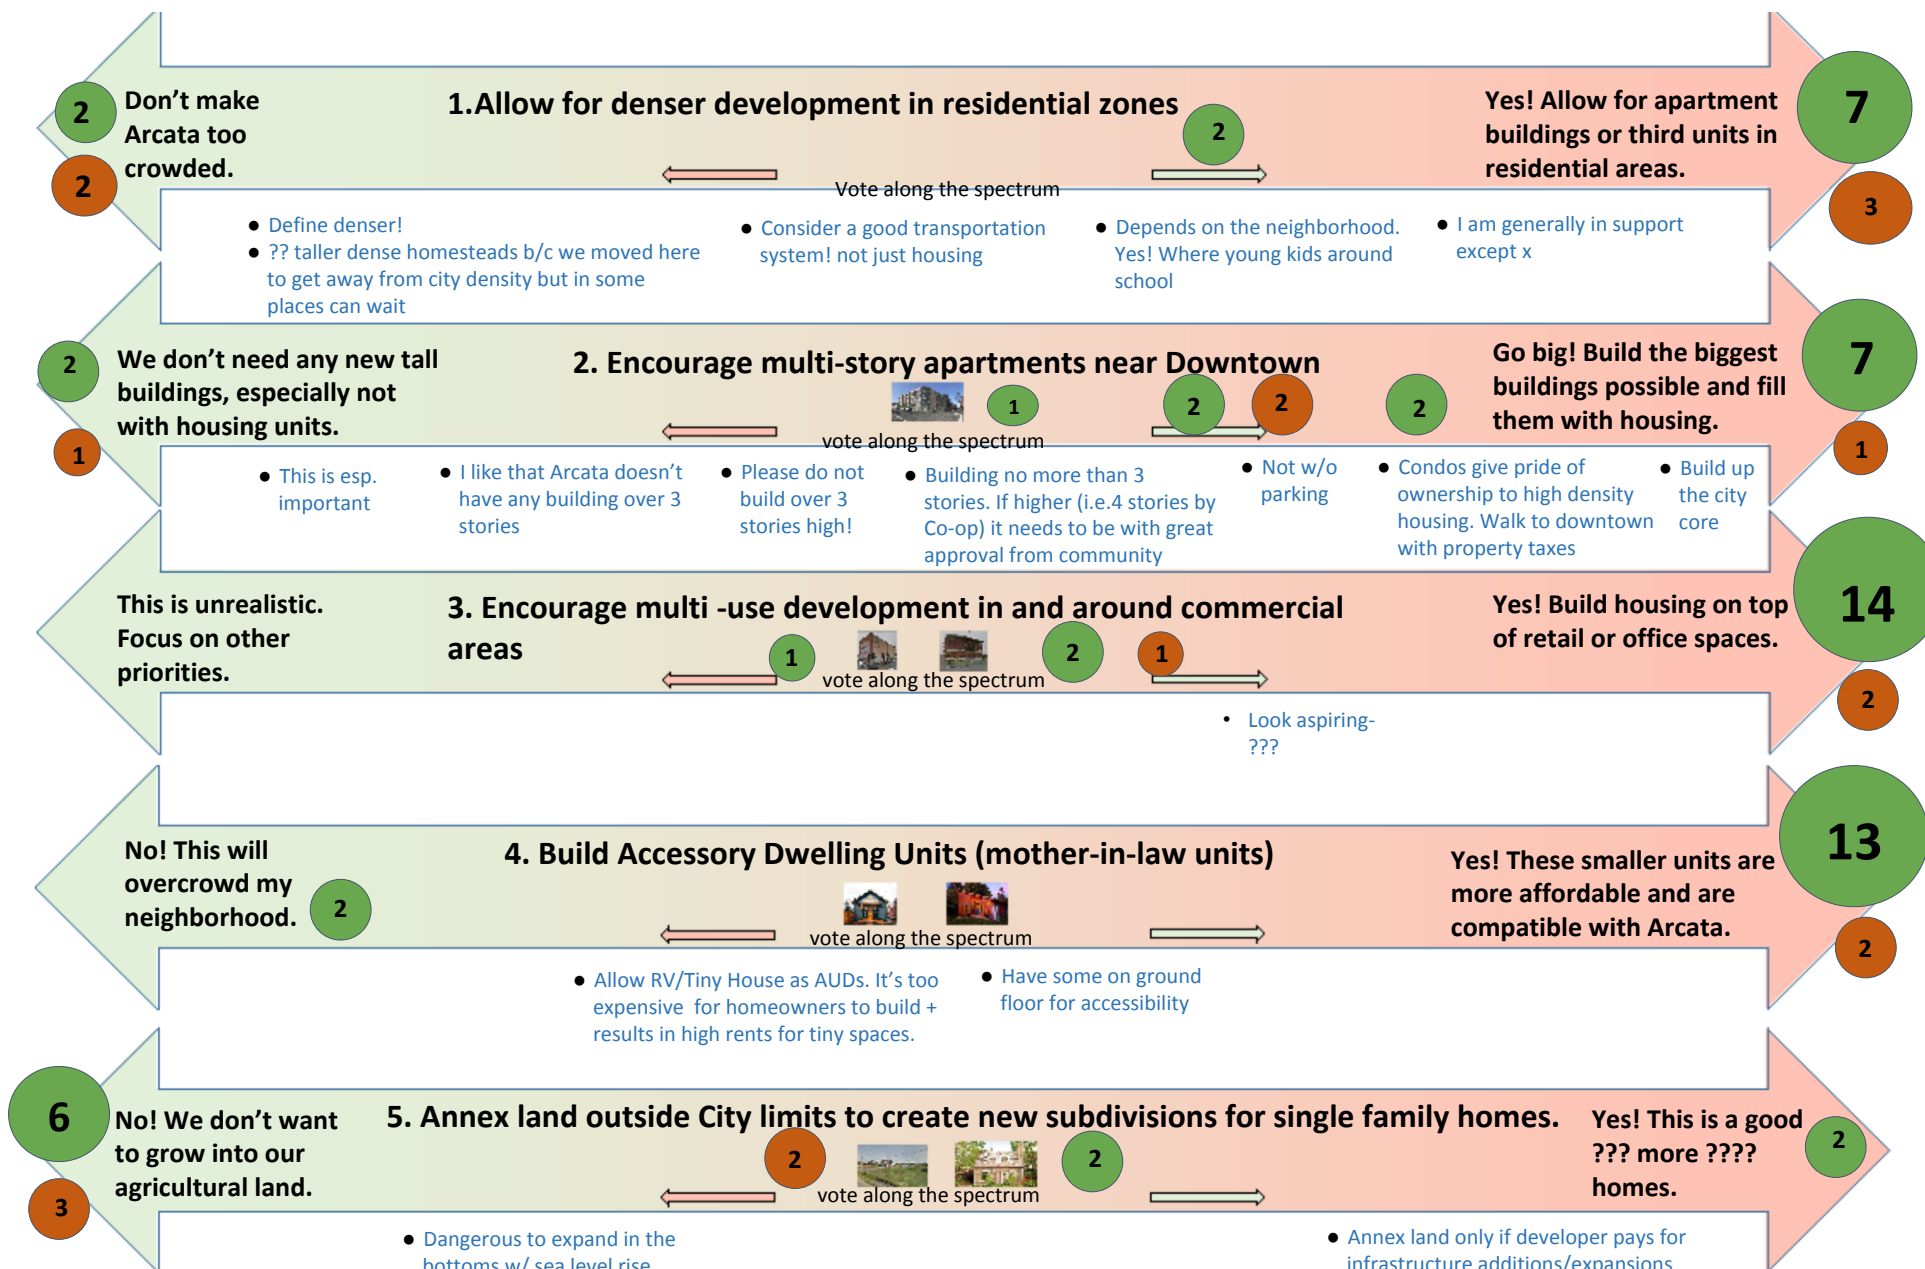 2
Don't make
Arcata too
crowded.
2
1.Allow for denser development in residential zones
2
Vote along the spectrum
Yes! Allow for apartment
buildings or third units in
residential areas.
7
3
● Define denser!
● ?? taller dense homesteads b/c we moved here
to get away from city density but in some
places can wait
● Consider a good transportation
system! not just housing
● Depends on the neighborhood.
Yes! Where young kids around
school
● I am generally in support
except x
2
We don't need any new tall
buildings, especially not
with housing units.
1
2. Encourage multi-story apartments near Downtown
1
2
2
2
vote along the spectrum
Go big! Build the biggest
buildings possible and fill
them with housing.
7
1
● This is esp.
important
● I like that Arcata doesn't
have any building over 3
stories
● Please do not
build over 3
stories high!
● Building no more than 3
stories. If higher (i.e.4 stories by
Co-op) it needs to be with great
approval from community
● Not w/o
parking
● Condos give pride of
ownership to high density
housing. Walk to downtown
with property taxes
● Build up
the city
core
This is unrealistic.
Focus on other
priorities.
3. Encourage multi -use development in and around commercial
areas
1
2
1
vote along the spectrum
Yes! Build housing on top
of retail or office spaces.
14
2
• Look aspiring-
???
No! This will
overcrowd my
neighborhood.
2
4. Build Accessory Dwelling Units (mother-in-law units)
vote along the spectrum
Yes! These smaller units are
more affordable and are
compatible with Arcata.
13
2
● Allow RV/Tiny House as AUDs. It's too
expensive for homeowners to build +
results in high rents for tiny spaces.
● Have some on ground
floor for accessibility
6
No! We don't want
to grow into our
agricultural land.
3
5. Annex land outside City limits to create new subdivisions for single family homes.
2
2
vote along the spectrum
Yes! This is a good
??? more ????
homes.
2
● Dangerous to expand in the
bottoms w/ sea level rise
● Annex land only if developer pays for
infrastructure additions/expansions